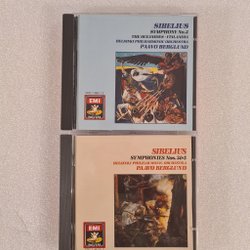 SIBELIUS
SYMPHONY No.2
THE OCEANIDES · FINLANDIA
HELSINKI PHILHARMONIC ORCHESTRA
PAAVO BERGLUND
EMI
SIBELIUS
SYMPHONIES Nos. 5&6
HELSINKI PHILHARMONIC ORCHESTRA
PAAVO BERGLUND
EMI